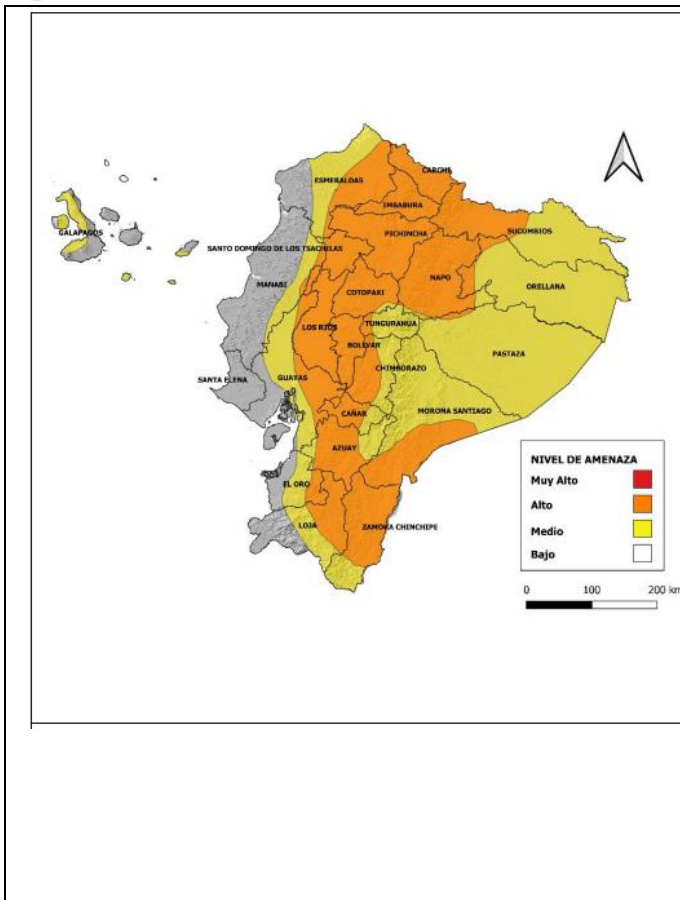 CARCHI
ESMERALDAS
IMBABURA
PICHINCHA
SUCUMBIOS
GALAPAGOS
SANTO DOMINGO DE LOS TSACHILAS
NAPO
MANABI
COTOPAXI
ORELLANA
LOS RIOS
TUNGURAHUA
BOLIVAR
PASTAZA
CHIMBORAZO
SANTA ELENA
GUAYAS
MORONA SANTIAGO
CAÑAR
AZUAY
EL ORO
LOJA
ZAMORA CHINCHIPE
NIVEL DE AMENAZA
Muy Alto
Alto
Medio
Bajo
0 100 200 km